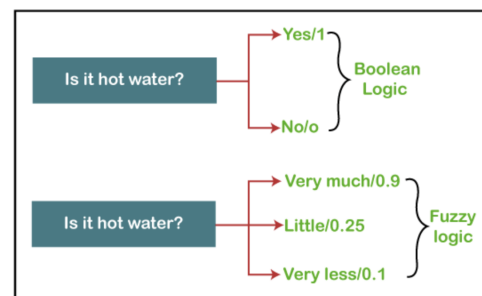 Is it hot water?
Yes/1
No/o
Boolean
Logic
Is it hot water?
Very much/0.9
Little/0.25
Very less/0.1
Fuzzy
logic